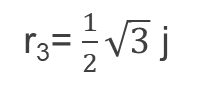 r₃= 1/2 √3 j